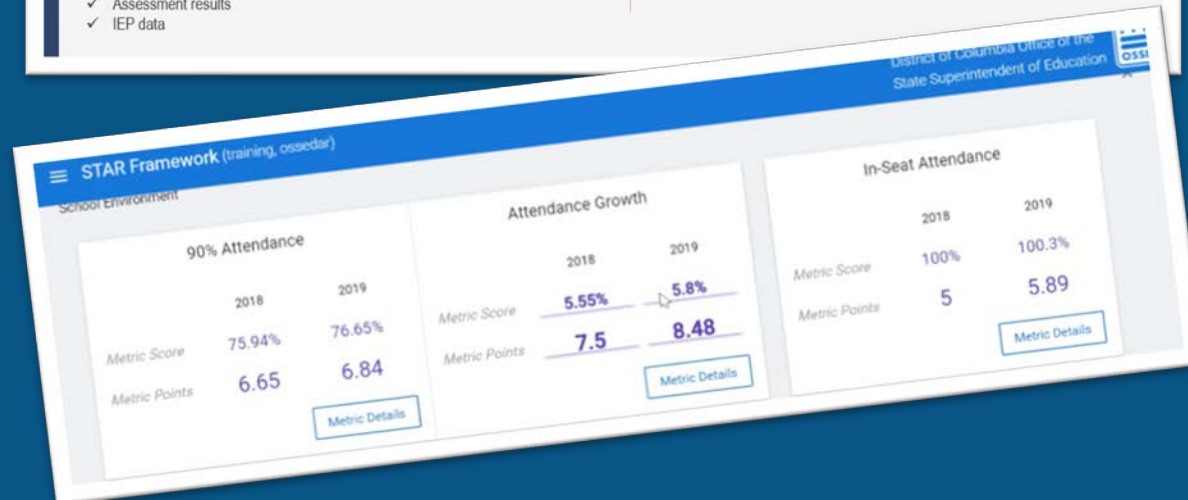 ✓ Assessment results
✓ IEP data
District of Columbia Office of the
State Superintendent of Education
OSSE
STAR Framework (training, ossedar)
School Environment
90% Attendance
2018 2019
Metric Score 75.94% 76.65%
Metric Points 6.65 6.84
Metric Details
Attendance Growth
2018 2019
Metric Score 5.55% 5.8%
Metric Points 7.5 8.48
Metric Details
In-Seat Attendance
2018 2019
Metric Score 100% 100.3%
Metric Points 5 5.89
Metric Details